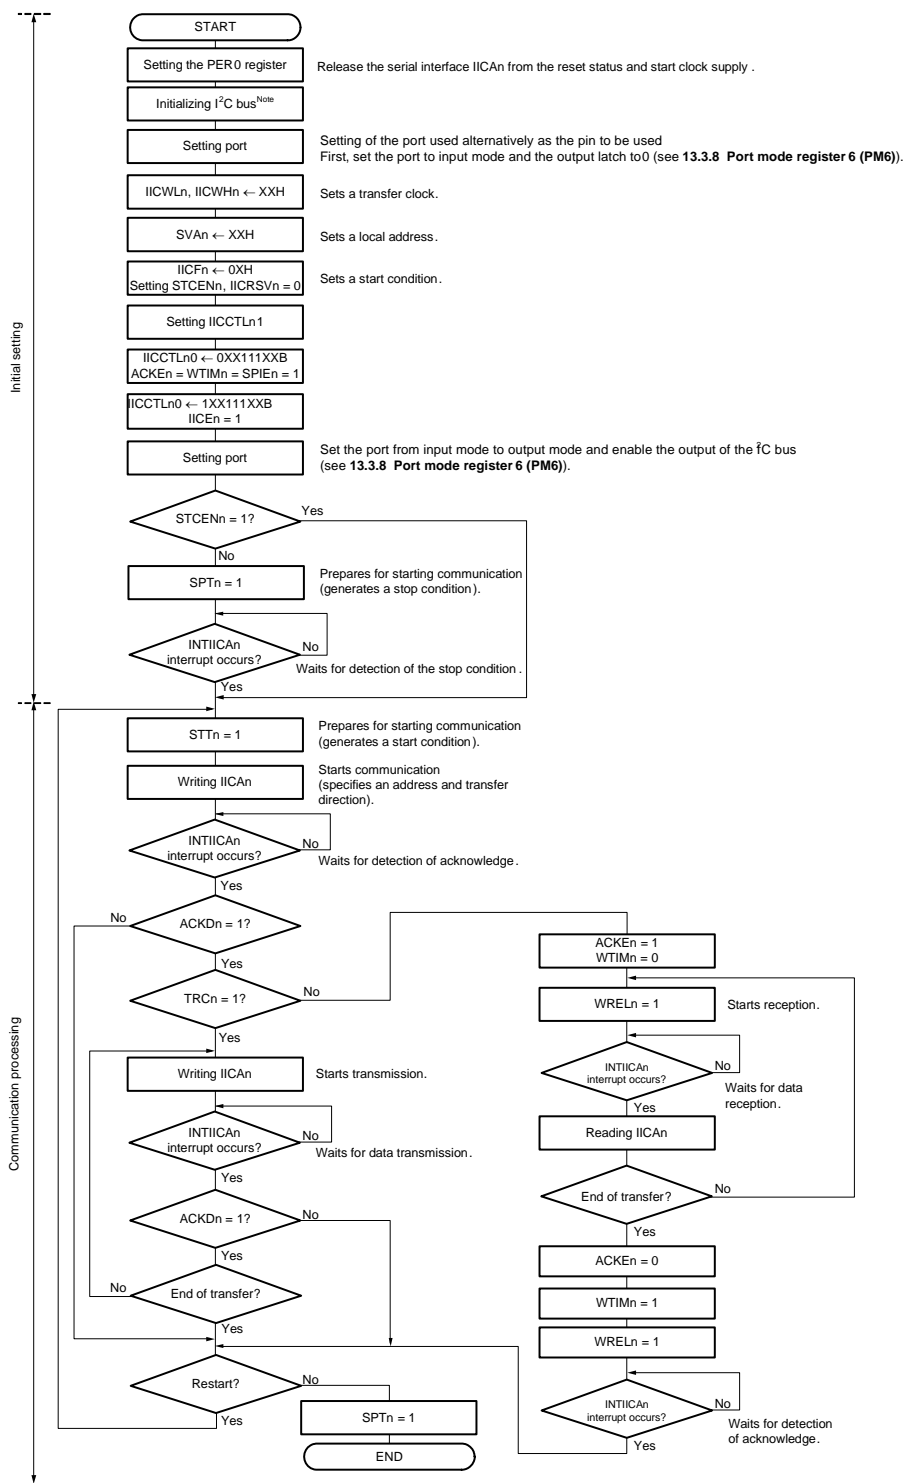 START
Setting the PER0 register
Release the serial interface IICAn from the reset status and start clock supply.
Initializing I²C bus^Note
Setting port
Setting of the port used alternatively as the pin to be used
First, set the port to input mode and the output latch to 0 (see 13.3.8 Port mode register 6 (PM6)).
IICWLn, IICWHn ← XXH
Sets a transfer clock.
SVAn ← XXH
Sets a local address.
IICFn ← 0XH
Setting STCENn, IICRSVn = 0
Sets a start condition.
Setting IICCTLn1
IICCTLn0 ← 0XX111XXB
ACKEn = WTIMn = SPIEn = 1
IICCTLn0 ← 1XX111XXB
IICEn = 1
Setting port
Set the port from input mode to output mode and enable the output of the I²C bus
(see 13.3.8 Port mode register 6 (PM6)).
Initial setting
STCENn = 1?
Yes
No
SPTn = 1
Prepares for starting communication
(generates a stop condition).
INTIICAn
interrupt occurs?
No
Waits for detection of the stop condition.
Yes
STTn = 1
Prepares for starting communication
(generates a start condition).
Writing IICAn
Starts communication
(specifies an address and transfer
direction).
INTIICAn
interrupt occurs?
No
Waits for detection of acknowledge.
Yes
No
ACKDn = 1?
Yes
TRCn = 1?
No
Yes
Communication processing
Writing IICAn
Starts transmission.
INTIICAn
interrupt occurs?
No
Waits for data transmission.
Yes
ACKDn = 1?
No
Yes
No
End of transfer?
Yes
Restart?
No
Yes
SPTn = 1
END
ACKEn = 1
WTIMn = 0
WRELn = 1
Starts reception.
INTIICAn
interrupt occurs?
No
Waits for data
reception.
Yes
Reading IICAn
End of transfer?
No
Yes
ACKEn = 0
WTIMn = 1
WRELn = 1
INTIICAn
interrupt occurs?
No
Waits for detection
of acknowledge.
Yes